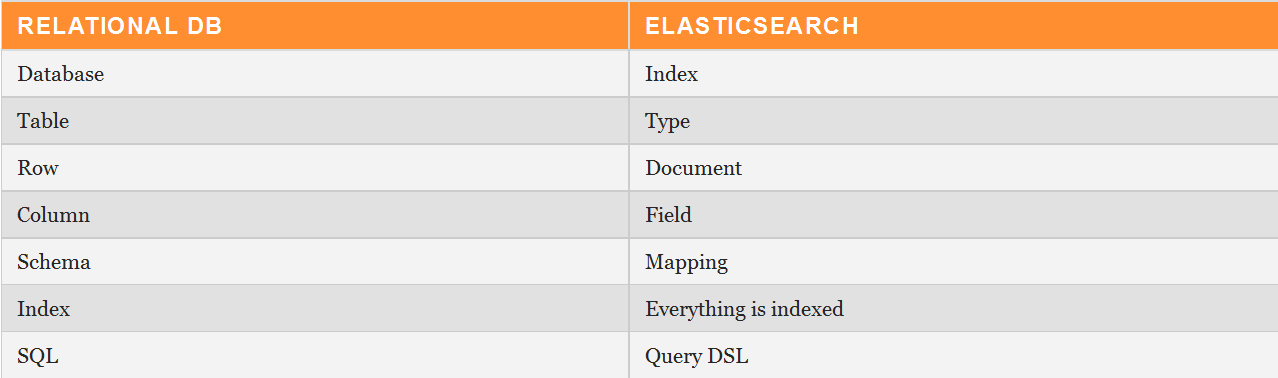 RELATIONAL DB ELASTICSEARCH
Database Index
Table Type
Row Document
Column Field
Schema Mapping
Index Everything is indexed
SQL Query DSL